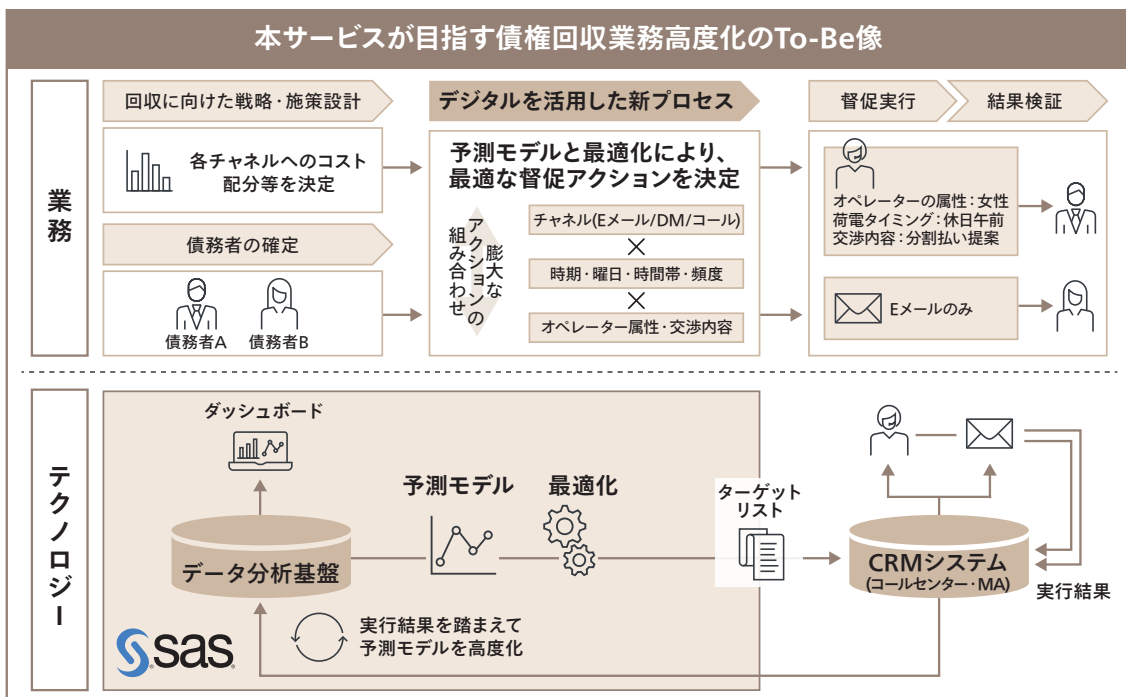 本サービスが目指す債権回収業務高度化のTo-Be像
業務
回収に向けた戦略・施策設計
各チャネルへのコスト
配分等を決定
債務者の確定
債務者A
債務者B
デジタルを活用した新プロセス
予測モデルと最適化により、
最適な督促アクションを決定
膨大な
アクションの
組み合わせ
チャネル(Eメール/DM/コール)
×
時期・曜日・時間帯・頻度
×
オペレーター属性・交渉内容
督促実行
結果検証
オペレーターの属性：女性
荷電タイミング：休日午前
交渉内容：分割払い提案
Eメールのみ
テクノロジー
ダッシュボード
データ分析基盤
予測モデル
最適化
ターゲット
リスト
CRMシステム
(コールセンター・MA)
実行結果
実行結果を踏まえて
予測モデルを高度化
sas